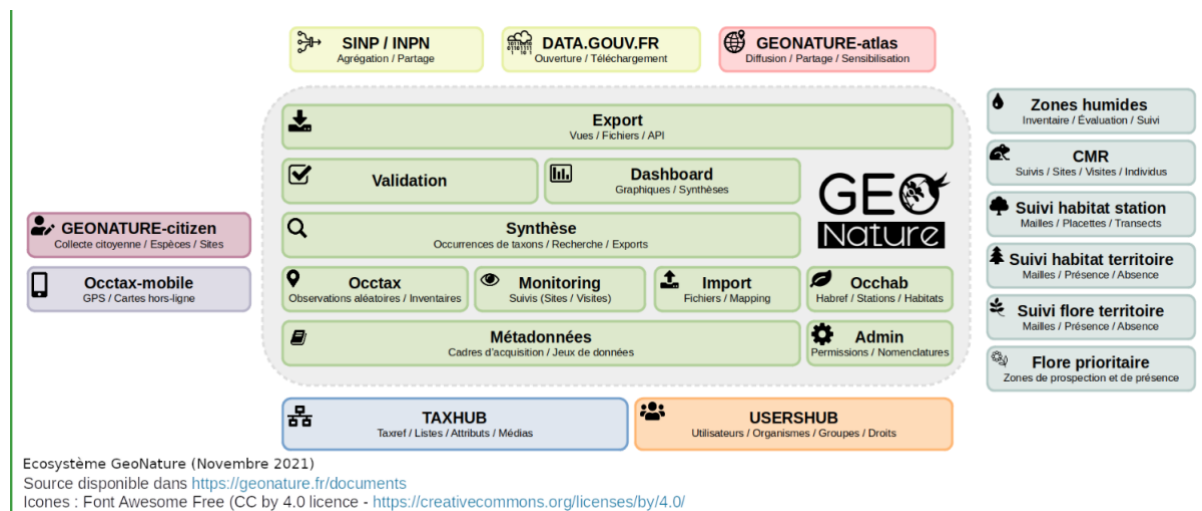 SINP / INPN
Agrégation / Partage
DATA.GOUV.FR
Ouverture / Téléchargement
GEONATURE-atlas
Diffusion / Partage / Sensibilisation
Export
Vues / Fichiers / API
Validation
Dashboard
Graphiques / Synthèses
GEO
Nature
Synthèse
Occurrences de taxons / Recherche / Exports
Occtax
Observations aléatoires / Inventaires
Monitoring
Suivis (Sites / Visites)
Import
Fichiers / Mapping
Occhab
Habref / Stations / Habitats
Métadonnées
Cadres d'acquisition / Jeux de données
Admin
Permissions / Nomenclatures
GEONATURE-citizen
Collecte citoyenne / Espèces / Sites
Occtax-mobile
GPS / Cartes hors-ligne
Zones humides
Inventaire / Évaluation / Suivi
CMR
Suivis / Sites / Visites / Individus
Suivi habitat station
Mailles / Placettes / Transects
Suivi habitat territoire
Mailles / Présence / Absence
Suivi flore territoire
Mailles / Présence / Absence
Flore prioritaire
Zones de prospection et de présence
TAXHUB
Taxref / Listes / Attributs / Médias
USERSHUB
Utilisateurs / Organismes / Groupes / Droits
Ecosystème GeoNature (Novembre 2021)
Source disponible dans https://geonature.fr/documents
Icones : Font Awesome Free (CC by 4.0 licence - https://creativecommons.org/licenses/by/4.0/